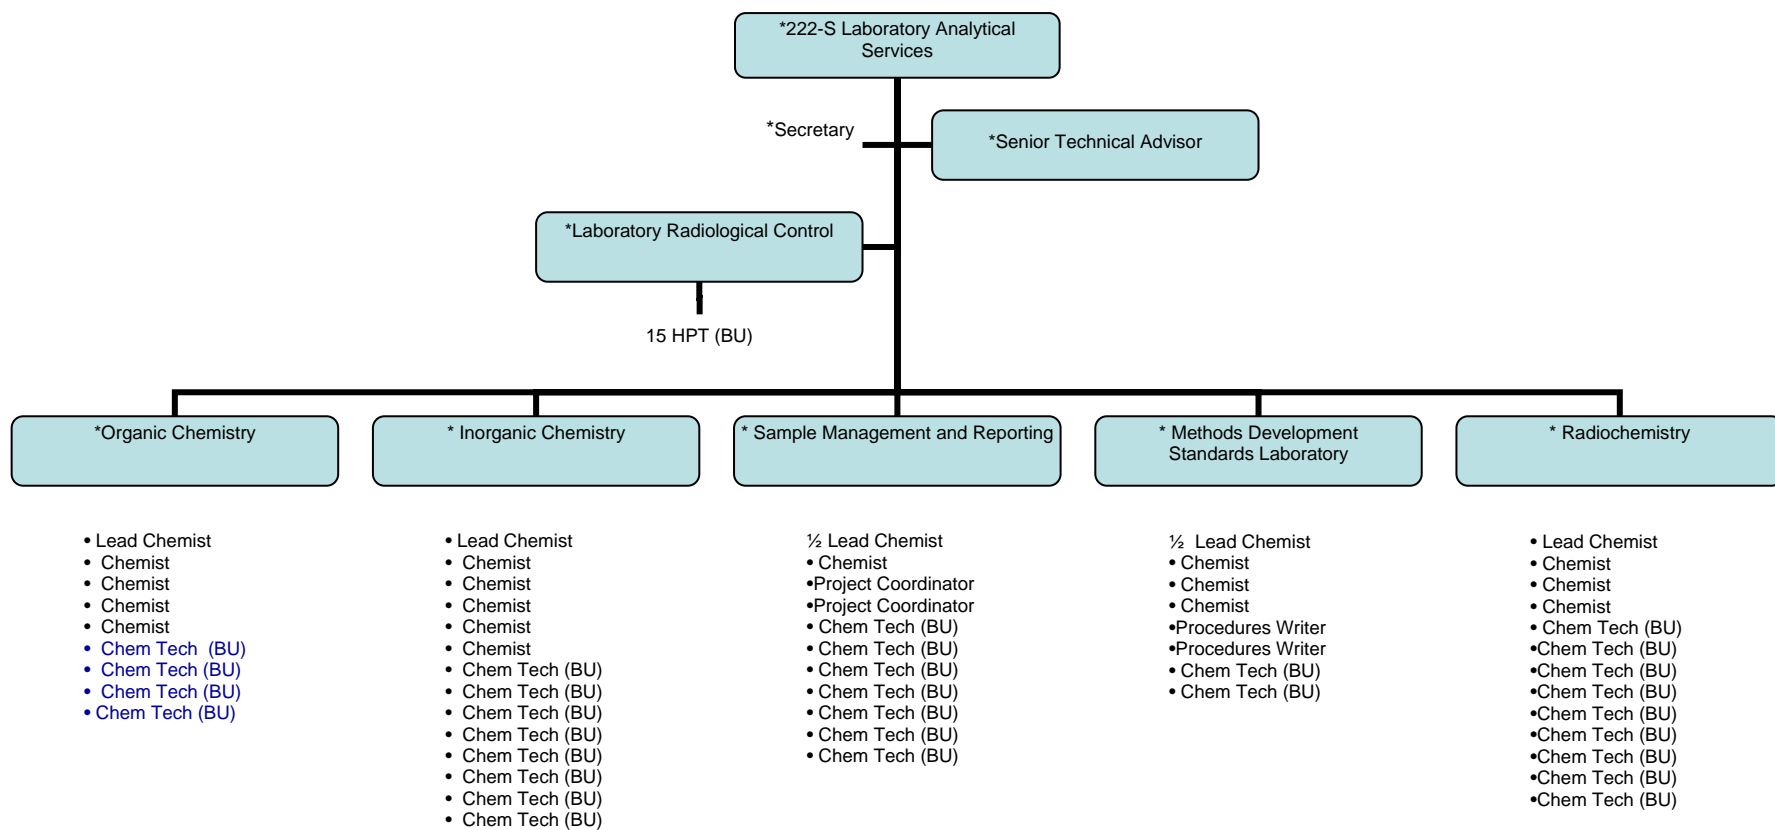 *222-S Laboratory Analytical
Services
*Secretary
*Senior Technical Advisor
*Laboratory Radiological Control
15 HPT (BU)
*Organic Chemistry
• Lead Chemist
• Chemist
• Chemist
• Chemist
• Chemist
• Chem Tech (BU)
• Chem Tech (BU)
• Chem Tech (BU)
• Chem Tech (BU)
* Inorganic Chemistry
• Lead Chemist
• Chemist
• Chemist
• Chemist
• Chemist
• Chemist
• Chem Tech (BU)
• Chem Tech (BU)
• Chem Tech (BU)
• Chem Tech (BU)
• Chem Tech (BU)
• Chem Tech (BU)
• Chem Tech (BU)
• Chem Tech (BU)
* Sample Management and Reporting
½ Lead Chemist
• Chemist
•Project Coordinator
•Project Coordinator
• Chem Tech (BU)
• Chem Tech (BU)
• Chem Tech (BU)
• Chem Tech (BU)
• Chem Tech (BU)
• Chem Tech (BU)
• Chem Tech (BU)
* Methods Development
Standards Laboratory
½ Lead Chemist
• Chemist
• Chemist
• Chemist
•Procedures Writer
•Procedures Writer
• Chem Tech (BU)
• Chem Tech (BU)
* Radiochemistry
• Lead Chemist
• Chemist
• Chemist
• Chemist
• Chem Tech (BU)
•Chem Tech (BU)
•Chem Tech (BU)
•Chem Tech (BU)
•Chem Tech (BU)
•Chem Tech (BU)
•Chem Tech (BU)
•Chem Tech (BU)
•Chem Tech (BU)